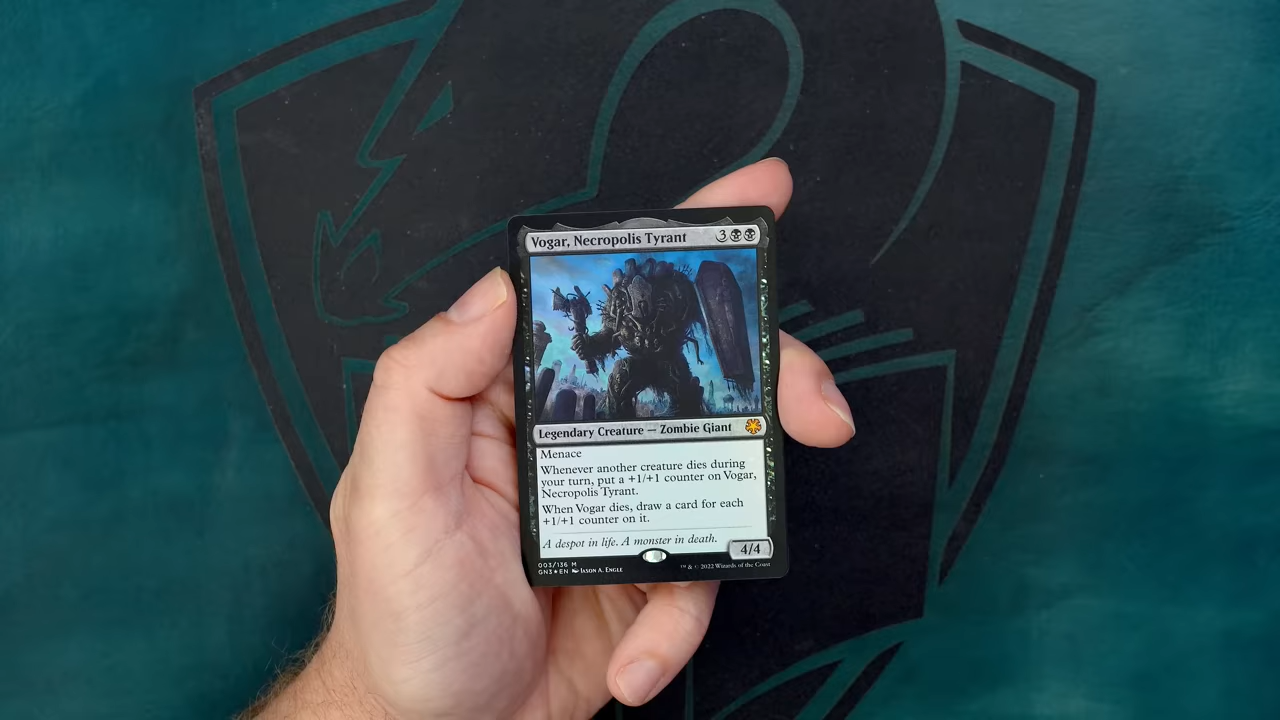 Vogar, Necropolis Tyrant 3
Legendary Creature — Zombie Giant
Menace
Whenever another creature dies during
your turn, put a +1/+1 counter on Vogar,
Necropolis Tyrant.
When Vogar dies, draw a card for each
+1/+1 counter on it.
A despot in life. A monster in death.
4/4
003/136 M
GN3★EN Jason A. Engle
™ & © 2022 Wizards of the Coast